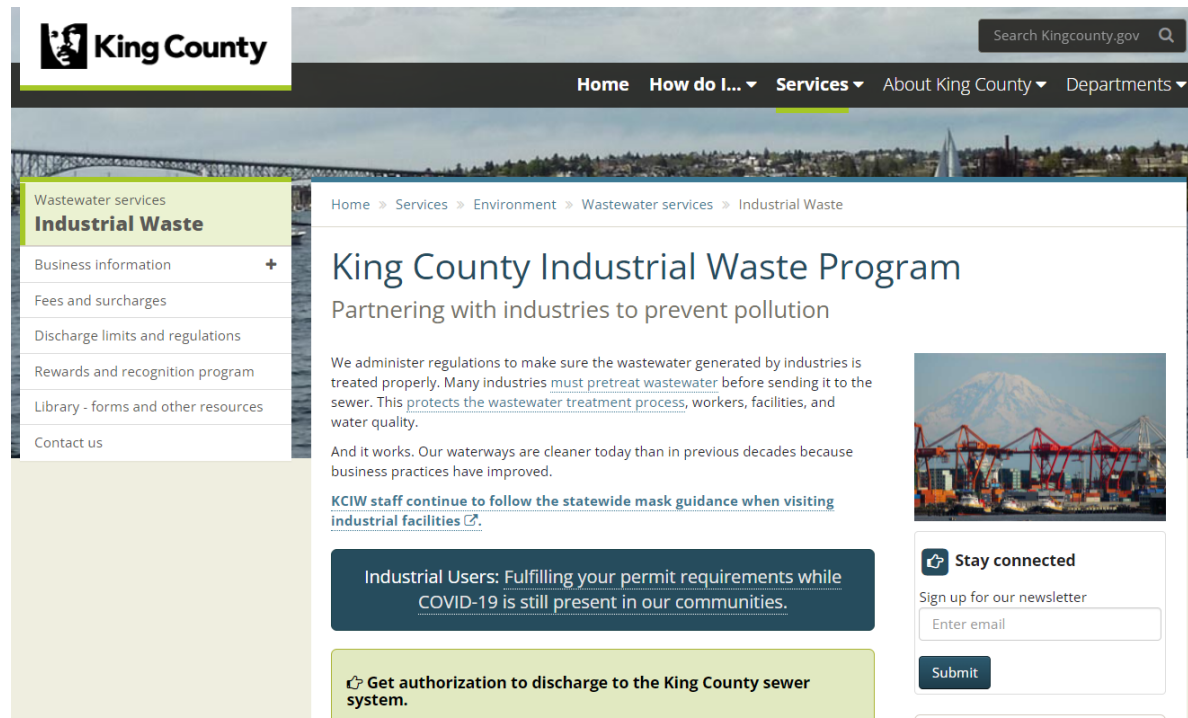 King County
Search Kingcounty.gov
Home How do I... Services About King County Departments
Wastewater services
Industrial Waste
Business information +
Fees and surcharges
Discharge limits and regulations
Rewards and recognition program
Library - forms and other resources
Contact us
Home » Services » Environment » Wastewater services » Industrial Waste
King County Industrial Waste Program
Partnering with industries to prevent pollution
We administer regulations to make sure the wastewater generated by industries is
treated properly. Many industries must pretreat wastewater before sending it to the
sewer. This protects the wastewater treatment process, workers, facilities, and
water quality.
And it works. Our waterways are cleaner today than in previous decades because
business practices have improved.
KCIW staff continue to follow the statewide mask guidance when visiting
industrial facilities.
Industrial Users: Fulfilling your permit requirements while
COVID-19 is still present in our communities.
Get authorization to discharge to the King County sewer
system.
Stay connected
Sign up for our newsletter
Enter email
Submit